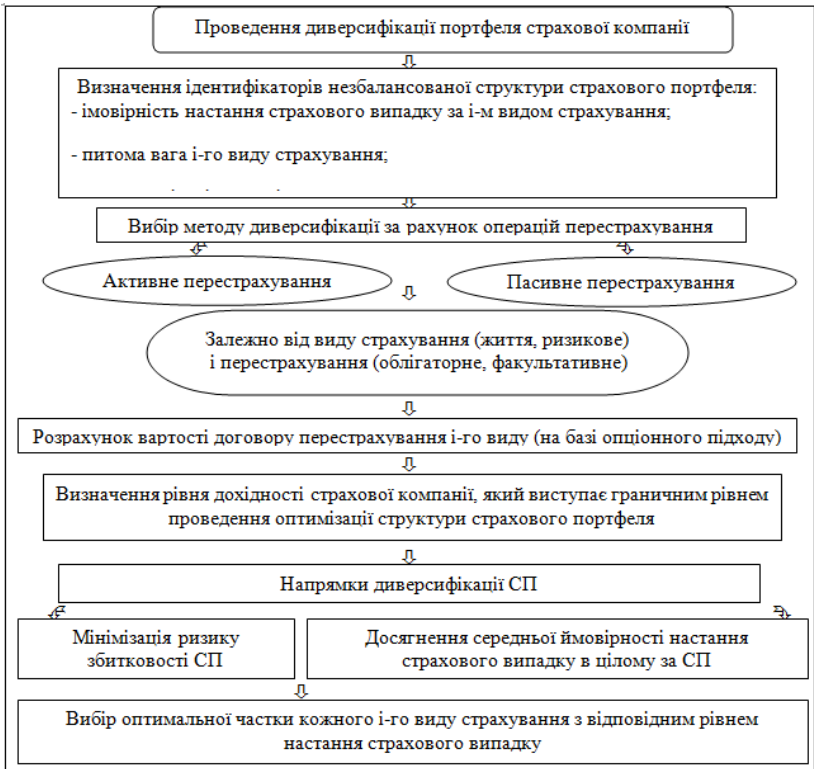 Проведення диверсифікації портфеля страхової компанії
Визначення ідентифікаторів незбалансованої структури страхового портфеля:
- імовірність настання страхового випадку за і-м видом страхування;
- питома вага і-го виду страхування;
Вибір методу диверсифікації за рахунок операцій перестрахування
Активне перестрахування
Пасивне перестрахування
Залежно від виду страхування (життя, ризикове)
і перестрахування (облігаторне, факультативне)
Розрахунок вартості договору перестрахування і-го виду (на базі опціонного підходу)
Визначення рівня дохідності страхової компанії, який виступає граничним рівнем
проведення оптимізації структури страхового портфеля
Напрямки диверсифікації СП
Мінімізація ризику
збитковості СП
Досягнення середньої ймовірності настання
страхового випадку в цілому за СП
Вибір оптимальної частки кожного і-го виду страхування з відповідним рівнем
настання страхового випадку